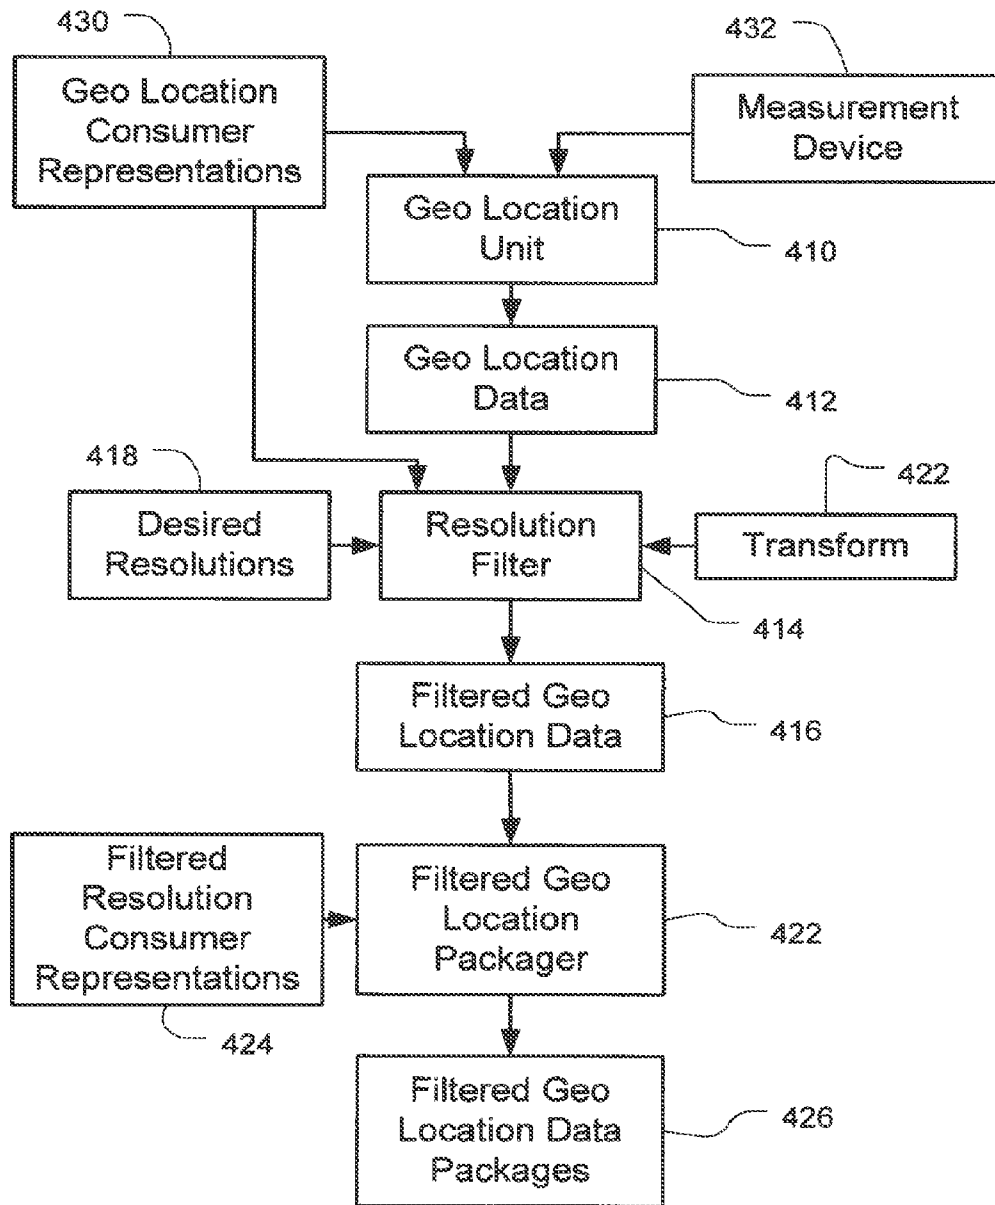 430
432
Geo Location
Consumer
Representations
Measurement
Device
Geo Location
Unit
410
Geo Location
Data
412
418
422
Desired
Resolutions
Resolution
Filter
Transform
414
Filtered Geo
Location Data
416
Filtered
Resolution
Consumer
Representations
Filtered Geo
Location
Packager
422
424
Filtered Geo
Location Data
Packages
426